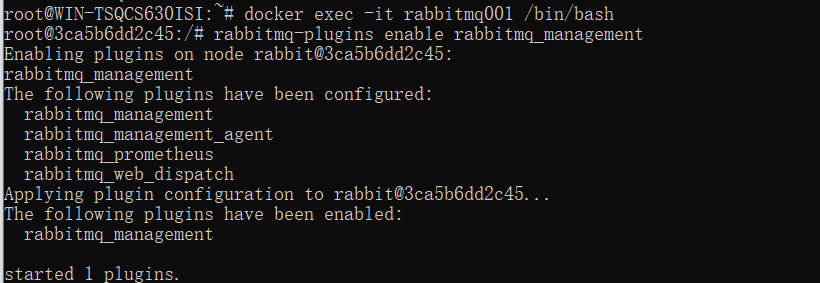 root@WIN-TSQCS630ISI:~# docker exec -it rabbitmq001 /bin/bash
root@3ca5b6dd2c45:/# rabbitmq-plugins enable rabbitmq_management
Enabling plugins on node rabbit@3ca5b6dd2c45:
rabbitmq_management
The following plugins have been configured:
  rabbitmq_management
  rabbitmq_management_agent
  rabbitmq_prometheus
  rabbitmq_web_dispatch
Applying plugin configuration to rabbit@3ca5b6dd2c45...
The following plugins have been enabled:
  rabbitmq_management

started 1 plugins.